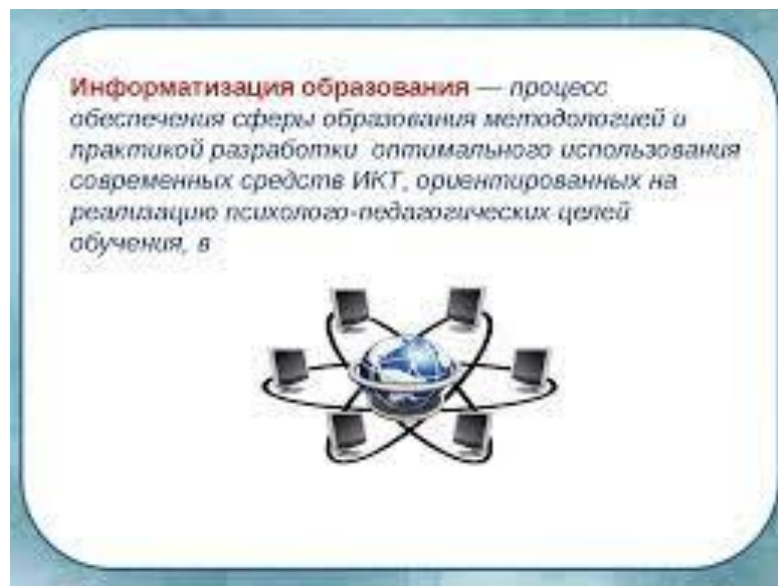 Информатизация образования — процесс
обеспечения сферы образования методологией и
практикой разработки оптимального использования
современных средств ИКТ, ориентированных на
реализацию психолого-педагогических целей
обучения, в